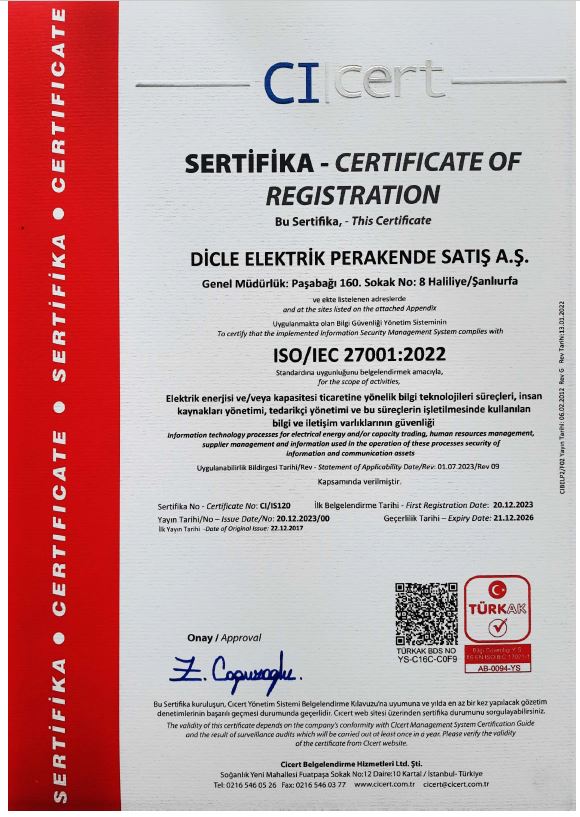 CI cert
SERTİFİKA - CERTIFICATE OF
REGISTRATION
Bu Sertifika, - This Certificate
DİCLE ELEKTRİK PERAKENDE SATIŞ A.Ş.
Genel Müdürlük: Paşabağı 160. Sokak No: 8 Haliliye/Şanlıurfa
ve ekte listelenen adreslerde
and at the sites listed on the attached Appendix
Uygulanmakta olan Bilgi Güvenliği Yönetim Sisteminin
To certify that the implemented Information Security Management System complies with
ISO/IEC 27001:2022
Standardına uygunluğunu belgelendirmek amacıyla,
for the scope of activities,
Elektrik enerjisi ve/veya kapasitesi ticaretine yönelik bilgi teknolojileri süreçleri, insan
kaynakları yönetimi, tedarikçi yönetimi ve bu süreçlerin işletilmesinde kullanılan
bilgi ve iletişim varlıklarının güvenliği
Information technology processes for electrical energy and/or capacity trading, human resources management,
supplier management and information used in the operation of these processes security of
information and communication assets
Uygulanabilirlik Bildirgesi Tarihi/Rev - Statement of Applicability Date/Rev: 01.07.2023/Rev 09
Kapsamında verilmiştir.
Sertifika No - Certificate No: CI/IS120 İlk Belgelendirme Tarihi - First Registration Date: 20.12.2023
Yayın Tarihi/No – Issue Date/No: 20.12.2023/00 Geçerlilik Tarihi – Expiry Date: 21.12.2026
İlk Yayın Tarihi -Date of Original Issue: 22.12.2017
CIBELP2/F02 Yayın Tarihi: 06.02.2012 Rev G Rev Tarihi:13.01.2022
SERTİFİKA ● CERTIFICATE ● SERTİFİKA ● CERTIFICATE
TÜRKAK
TÜRKAK BDS NO
YS-C16C-C0F9
Bilgi Güvenliği Y.S
TS EN ISO IEC 17021-1
AB-0094-YS
Onay / Approval
Bu Sertifika kuruluşun, Cicert Yönetim Sistemi Belgelendirme Kılavuzu'na uyumuna ve yılda en az bir kez yapılacak gözetim
denetimlerinin başarılı geçmesi durumunda geçerlidir. Cicert web sitesi üzerinden sertifika durumunu sorgulayabilirsiniz.
The validity of this certificate depends on the company's conformity with Cicert Management System Certification Guide
and the result of surveillance audits which will be carried out at least once in a year. Please verify the validity
of the certificate from Cicert website.
Cicert Belgelendirme Hizmetleri Ltd. Şti.
Soğanlık Yeni Mahallesi Fuatpaşa Sokak No:12 Daire:10 Kartal / İstanbul- Türkiye
Tel: 0216 546 05 26 Fax: 0216 546 03 77 www.cicert.com.tr cicert@cicert.com.tr